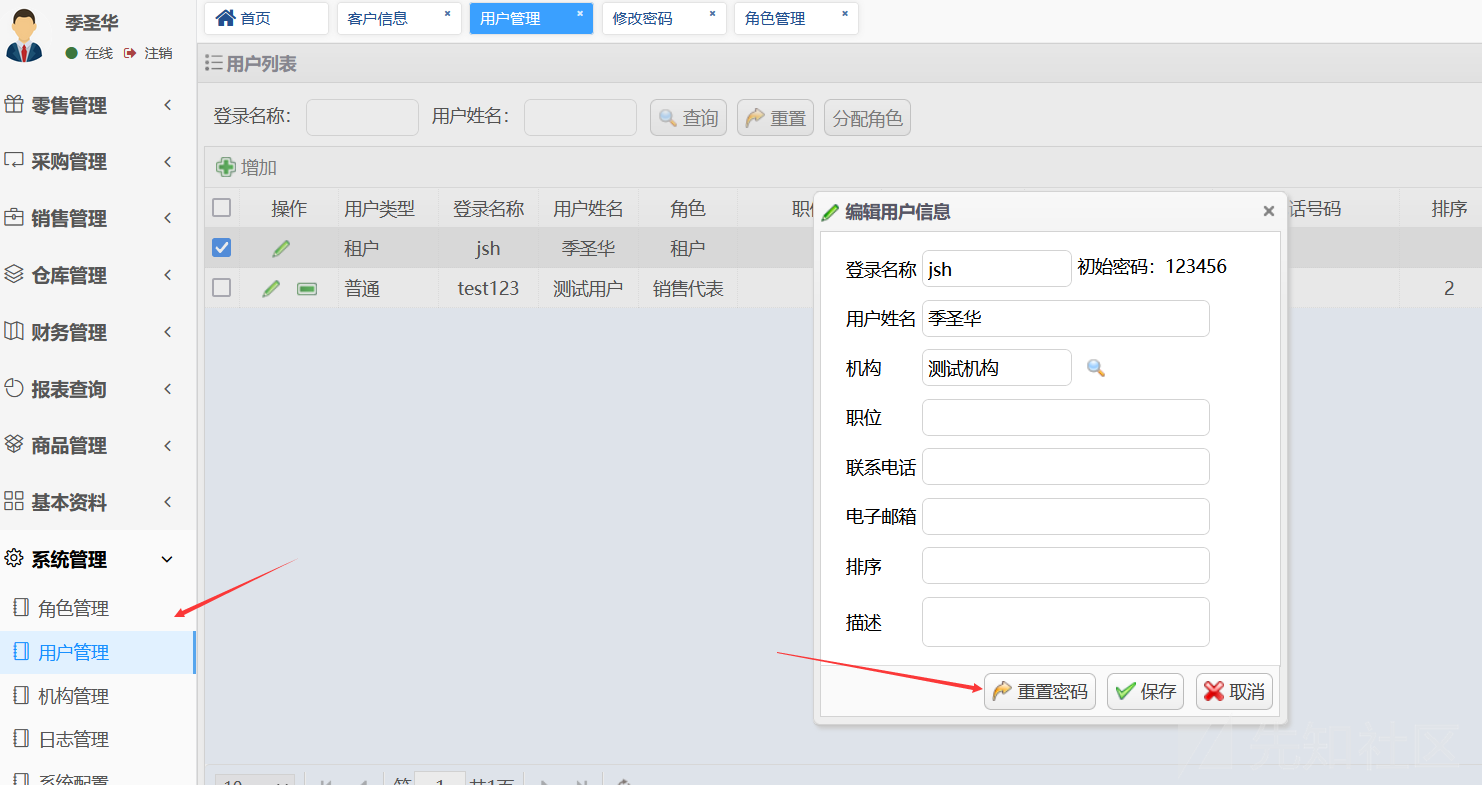 季圣华
在线 注销
零售管理
采购管理
销售管理
仓库管理
财务管理
报表查询
商品管理
基本资料
系统管理
角色管理
用户管理
机构管理
日志管理
系统配置
首页 客户信息 × 用户管理 × 修改密码 × 角色管理 ×
用户列表
登录名称: 用户姓名: 查询 重置 分配角色
增加
操作 用户类型 登录名称 用户姓名 角色 职 话号码 排序
租户 jsh 季圣华 租户
普通 test123 测试用户 销售代表 2
编辑用户信息 ×
登录名称 jsh 初始密码：123456
用户姓名 季圣华
机构 测试机构
职位
联系电话
电子邮箱
排序
描述
重置密码 保存 取消
10 第 1 共1页
先知社区